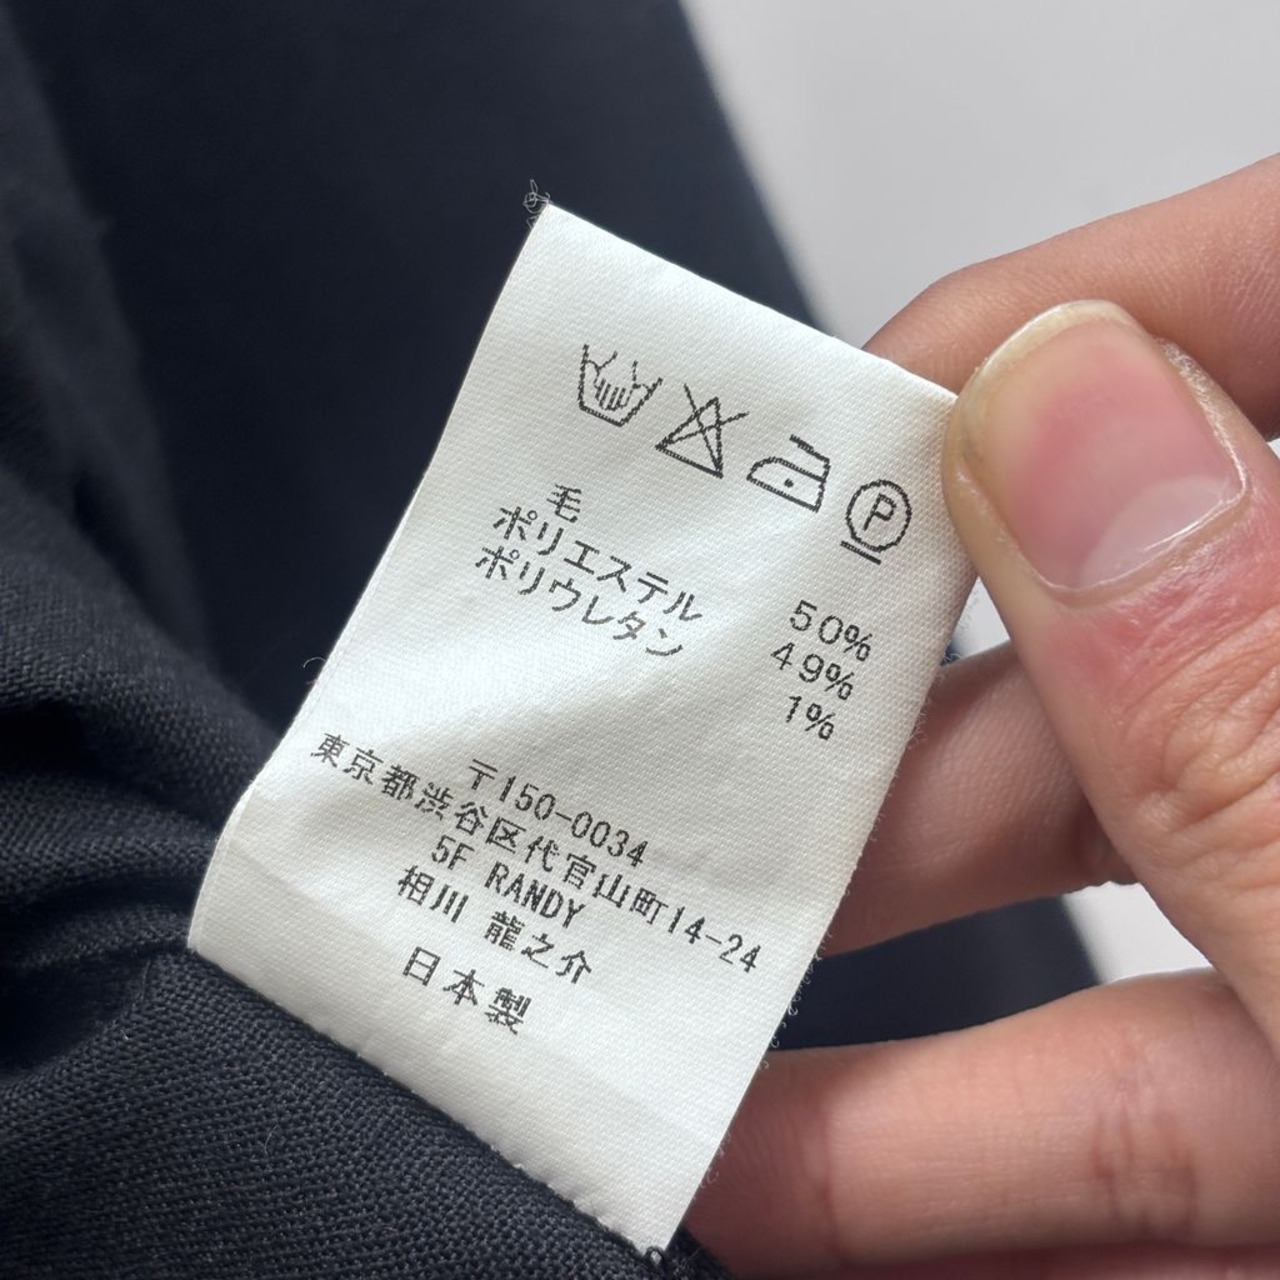 P
毛 50%
ポリエステル 49%
ポリウレタン 1%
〒150-0034
東京都渋谷区代官山町14-24
5F RANDY
相川 龍之介
日本製